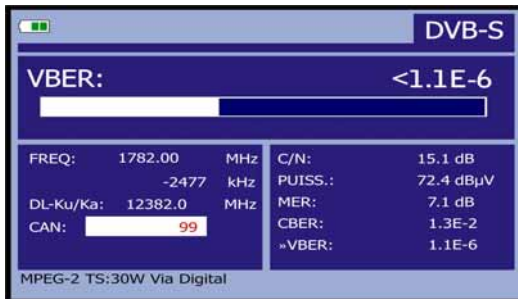 DVB-S
VBER: <1.1E-6
FREQ: 1782.00 MHz
-2477 kHz
DL-Ku/Ka: 12382.0 MHz
CAN: 99
C/N: 15.1 dB
PUISS.: 72.4 dBµV
MER: 7.1 dB
CBER: 1.3E-2
»VBER: 1.1E-6
MPEG-2 TS:30W Via Digital